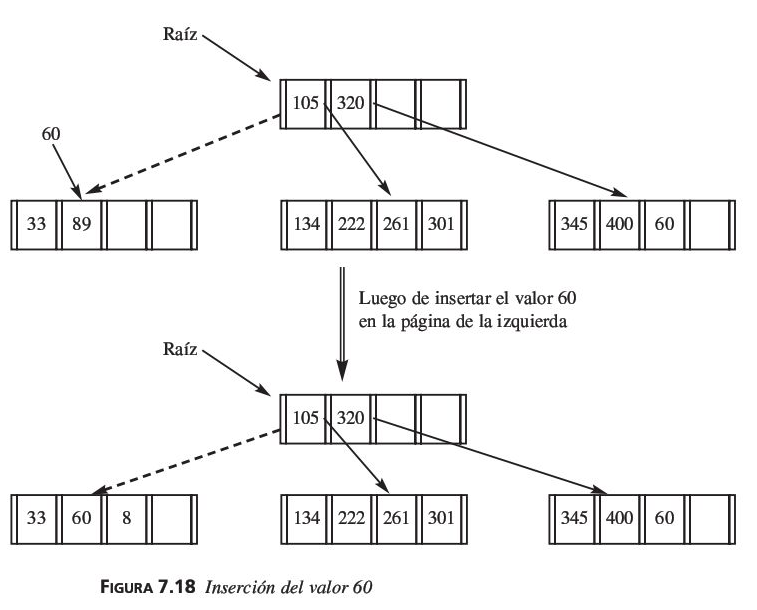 Raíz
105 320
60
33 89
134 222 261 301
345 400 60
Luego de insertar el valor 60
en la página de la izquierda
Raíz
105 320
33 60 8
134 222 261 301
345 400 60
FIGURA 7.18 Inserción del valor 60